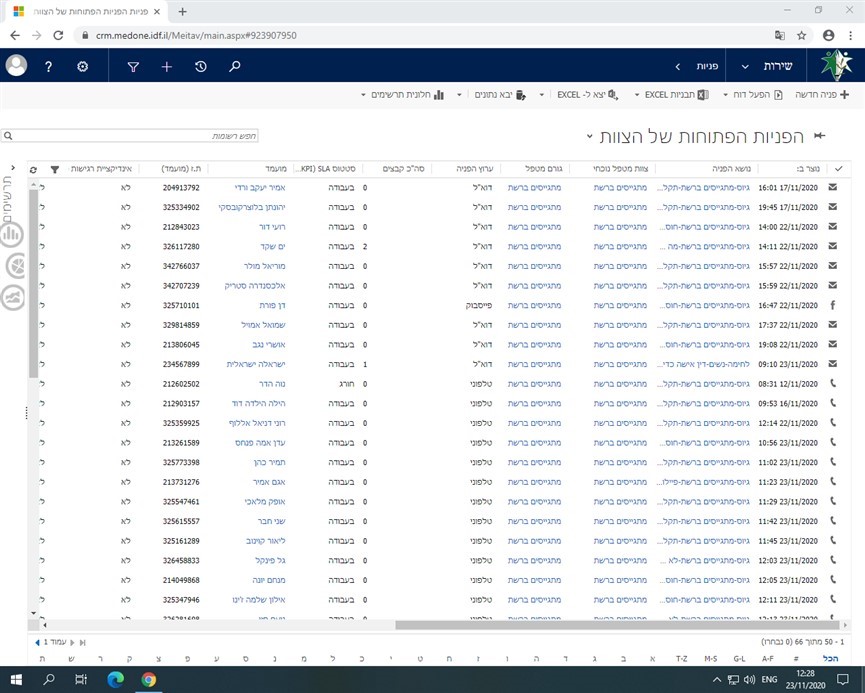 פניות הפניות הפתוחות של הצוות
crm.medone.idf.il/Meitav/main.aspx#923907950
שירות פניות
פניה חדשה הפעל דוח תבניות EXCEL יצא ל- EXCEL יבא נתונים חלונית תרשימים
הפניות הפתוחות של הצוות
חפש רשומות
תרשימים
נוצר ב: נושא הפניה צוות מטפל נוכחי גורם מטפל ערוץ הפניה סה"כ קבצים סטטוס SLA (KPI... מועמד ת.ז (מועמד) אינדיקציית רגישות
17/11/2020 16:01 גיוס-מתגייסים ברשת-תקל... מתגייסים ברשת מתגייסים ברשת דוא"ל 0 בעבודה אמיר יעקב ורדי 204913792 לא
17/11/2020 19:45 גיוס-מתגייסים ברשת-תקל... מתגייסים ברשת מתגייסים ברשת דוא"ל 0 בעבודה יהונתן בלוצרקובסקי 325334902 לא
22/11/2020 14:00 גיוס-מתגייסים ברשת-חוס... מתגייסים ברשת מתגייסים ברשת דוא"ל 0 בעבודה רועי דור 212843023 לא
22/11/2020 14:11 גיוס-מתגייסים ברשת-מה ... מתגייסים ברשת מתגייסים ברשת דוא"ל 2 בעבודה ים שקד 326117280 לא
22/11/2020 15:57 גיוס-מתגייסים ברשת-תקל... מתגייסים ברשת מתגייסים ברשת דוא"ל 0 בעבודה מוריאל מולר 342766037 לא
22/11/2020 15:59 גיוס-מתגייסים ברשת-תקל... מתגייסים ברשת מתגייסים ברשת דוא"ל 0 בעבודה אלכסנדרה סטריק 342707239 לא
22/11/2020 16:47 גיוס-מתגייסים ברשת-חוס... מתגייסים ברשת מתגייסים ברשת פייסבוק 0 בעבודה דן פורת 325710101 לא
22/11/2020 17:37 גיוס-מתגייסים ברשת-תקל... מתגייסים ברשת מתגייסים ברשת דוא"ל 0 בעבודה שמואל אמויל 329814859 לא
22/11/2020 19:08 גיוס-מתגייסים ברשת-חוס... מתגייסים ברשת מתגייסים ברשת דוא"ל 0 בעבודה אושרי נגב 213806045 לא
23/11/2020 09:10 לחימה-נשים-דין אישה כדי... מתגייסים ברשת מתגייסים ברשת דוא"ל 1 בעבודה ישראלה ישראלית 234567899 לא
12/11/2020 08:31 גיוס-מתגייסים ברשת-תקל... מתגייסים ברשת מתגייסים ברשת טלפוני 0 חורג נוה הדר 212602502 לא
16/11/2020 09:53 גיוס-מתגייסים ברשת-תקל... מתגייסים ברשת מתגייסים ברשת טלפוני 0 בעבודה הילה הילדה דוד 212903157 לא
22/11/2020 12:14 גיוס-מתגייסים ברשת-תקל... מתגייסים ברשת מתגייסים ברשת טלפוני 0 בעבודה רוני דניאל אללוף 325359925 לא
23/11/2020 10:56 גיוס-מתגייסים ברשת-חוס... מתגייסים ברשת מתגייסים ברשת טלפוני 0 בעבודה עדן אמה פנחס 213261589 לא
23/11/2020 11:02 גיוס-מתגייסים ברשת-תקל... מתגייסים ברשת מתגייסים ברשת טלפוני 0 בעבודה תמיר כהן 325773398 לא
23/11/2020 11:23 גיוס-מתגייסים ברשת-פיילו... מתגייסים ברשת מתגייסים ברשת טלפוני 0 בעבודה אגם אמיר 213731276 לא
23/11/2020 11:29 גיוס-מתגייסים ברשת-תקל... מתגייסים ברשת מתגייסים ברשת טלפוני 0 בעבודה אופק מלאכי 325547461 לא
23/11/2020 11:42 גיוס-מתגייסים ברשת-תקל... מתגייסים ברשת מתגייסים ברשת טלפוני 0 בעבודה שני חבר 325615557 לא
23/11/2020 11:45 גיוס-מתגייסים ברשת-תקל... מתגייסים ברשת מתגייסים ברשת טלפוני 0 בעבודה ליאור קוינוב 325161289 לא
23/11/2020 12:03 גיוס-מתגייסים ברשת-לא ... מתגייסים ברשת מתגייסים ברשת טלפוני 0 בעבודה גל פינקל 326458833 לא
23/11/2020 12:05 גיוס-מתגייסים ברשת-חוס... מתגייסים ברשת מתגייסים ברשת טלפוני 0 בעבודה מנחם יונה 214049868 לא
23/11/2020 12:11 גיוס-מתגייסים ברשת-חוס... מתגייסים ברשת מתגייסים ברשת טלפוני 0 בעבודה אילון שלמה ז'ינו 325347946 לא
1 - 50 מתוך 66 (0 נבחרו) עמוד 1
הכל # A-F G-L M-S T-Z א ב ג ד ה ו ז ח ט י כ ל מ נ ס ע פ צ ק ר ש ת
ENG 12:28
23/11/2020